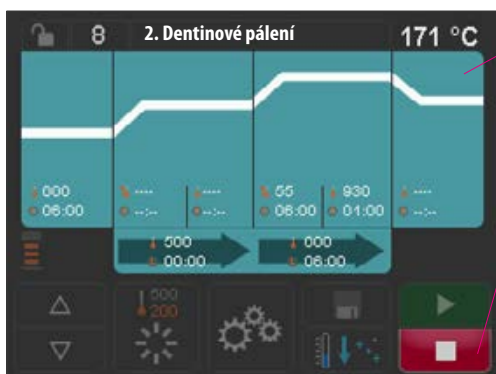 8 2. Dentinové pálení 171 °C
000 ---- ---- 55 930 ----
06:00 --:-- --:-- 06:00 01:00 --:--
500 000
00:00 06:00
500
200